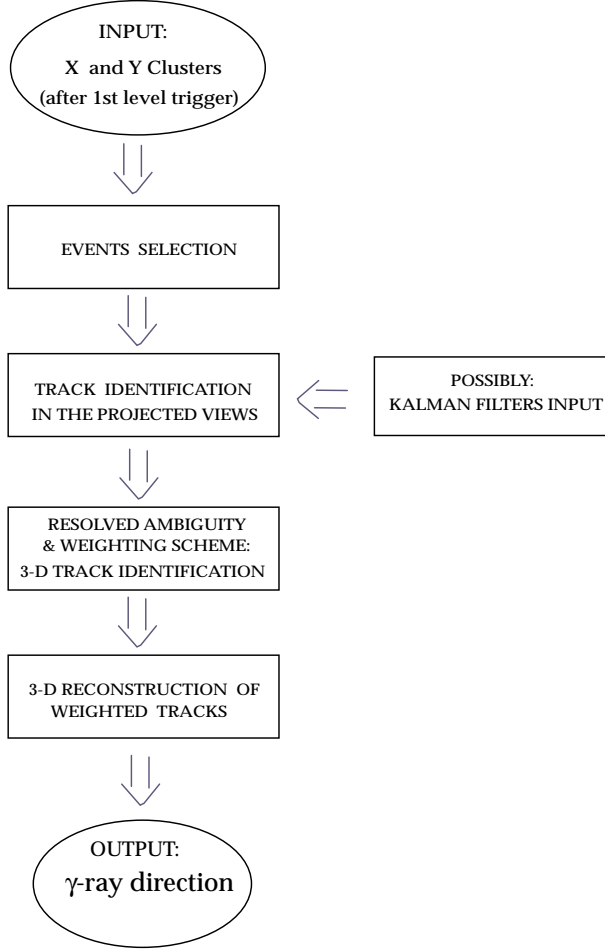 INPUT:
X and Y Clusters
(after 1st level trigger)
EVENTS SELECTION
TRACK IDENTIFICATION
IN THE PROJECTED VIEWS
POSSIBLY:
KALMAN FILTERS INPUT
RESOLVED AMBIGUITY
& WEIGHTING SCHEME:
3-D TRACK IDENTIFICATION
3-D RECONSTRUCTION OF
WEIGHTED TRACKS
OUTPUT:
γ-ray direction